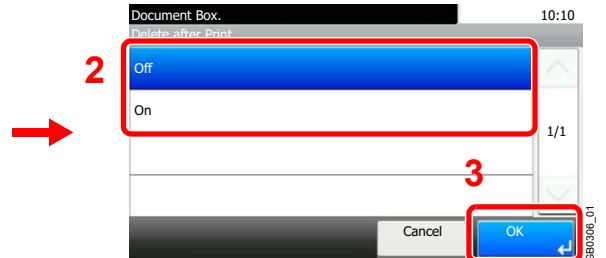 Document Box. 10:10
Delete after Print
2
Off
On
1/1
3
Cancel
OK
GB0306_01